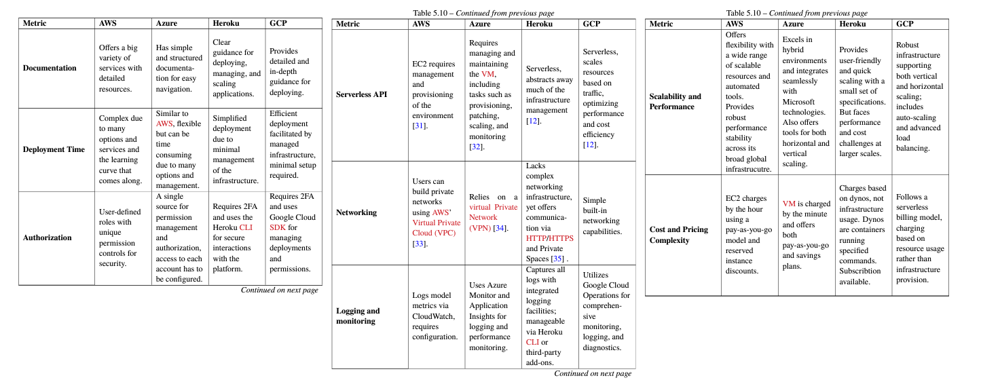 Metric AWS Azure Heroku GCP
Documentation
Offers a big
variety of
services with
detailed
resources.
Has simple
and structured
documenta-
tion for easy
navigation.
Clear
guidance for
deploying,
managing, and
scaling
applications.
Provides
detailed and
in-depth
guidance for
deploying.
Deployment Time
Complex due
to many
options and
services and
the learning
curve that
comes along.
Similar to
AWS, flexible
but can be
time
consuming
due to many
options and
management.
Simplified
deployment
due to
minimal
management
of the
infrastructure.
Efficient
deployment
facilitated by
managed
infrastructure,
minimal setup
required.
Authorization
User-defined
roles with
unique
permission
controls for
security.
A single
source for
permission
management
and
authorization,
access to each
account has to
be configured.
Requires 2FA
and uses the
Heroku CLI
for secure
interactions
with the
platform.
Requires 2FA
and uses
Google Cloud
SDK for
managing
deployments
and
permissions.
Continued on next page
Table 5.10 – Continued from previous page
Metric AWS Azure Heroku GCP
Serverless API
EC2 requires
management
and
provisioning
of the
environment
[31].
Requires
managing and
maintaining
the VM,
including
tasks such as
provisioning,
patching,
scaling, and
monitoring
[32].
Serverless,
abstracts away
much of the
infrastructure
management
[12].
Serverless,
scales
resources
based on
traffic,
optimizing
performance
and cost
efficiency
[12].
Networking
Users can
build private
networks
using AWS’
Virtual Private
Cloud (VPC)
[33].
Relies on a
virtual Private
Network
(VPN) [34].
Lacks
complex
networking
infrastructure,
yet offers
communica-
tion via
HTTP/HTTPS
and Private
Spaces [35] .
Simple
built-in
networking
capabilities.
Logging and
monitoring
Logs model
metrics via
CloudWatch,
requires
configuration.
Uses Azure
Monitor and
Application
Insights for
logging and
performance
monitoring.
Captures all
logs with
integrated
logging
facilities;
manageable
via Heroku
CLI or
third-party
add-ons.
Utilizes
Google Cloud
Operations for
comprehen-
sive
monitoring,
logging, and
diagnostics.
Continued on next page
Table 5.10 – Continued from previous page
Metric AWS Azure Heroku GCP
Scalability and
Performance
Offers
flexibility with
a wide range
of scalable
resources and
automated
tools.
Provides
robust
performance
stability
across its
broad global
infrastrucutre.
Excels in
hybrid
environments
and integrates
seamlessly
with
Microsoft
technologies.
Also offers
tools for both
horizontal and
vertical
scaling.
Provides
user-friendly
and quick
scaling with a
small set of
specifications.
But faces
performance
and cost
challenges at
larger scales.
Robust
infrastructure
supporting
both vertical
and horizontal
scaling;
includes
auto-scaling
and advanced
load
balancing.
Cost and Pricing
Complexity
EC2 charges
by the hour
using a
pay-as-you-go
model and
reserved
instance
discounts.
VM is charged
by the minute
and offers
both
pay-as-you-go
and savings
plans.
Charges based
on dynos, not
infrastructure
usage. Dynos
are containers
running
specified
commands.
Subscribtion
available.
Follows a
serverless
billing model,
charging
based on
resource usage
rather than
infrastructure
provision.